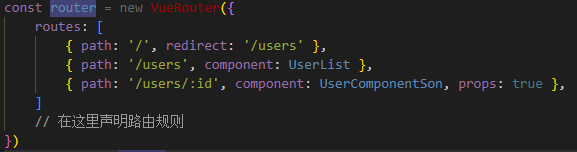 const router = new VueRouter({
routes: [
{ path: '/', redirect: '/users' },
{ path: '/users', component: UserList },
{ path: '/users/:id', component: UserComponentSon, props: true },
]
// 在这里声明路由规则
})